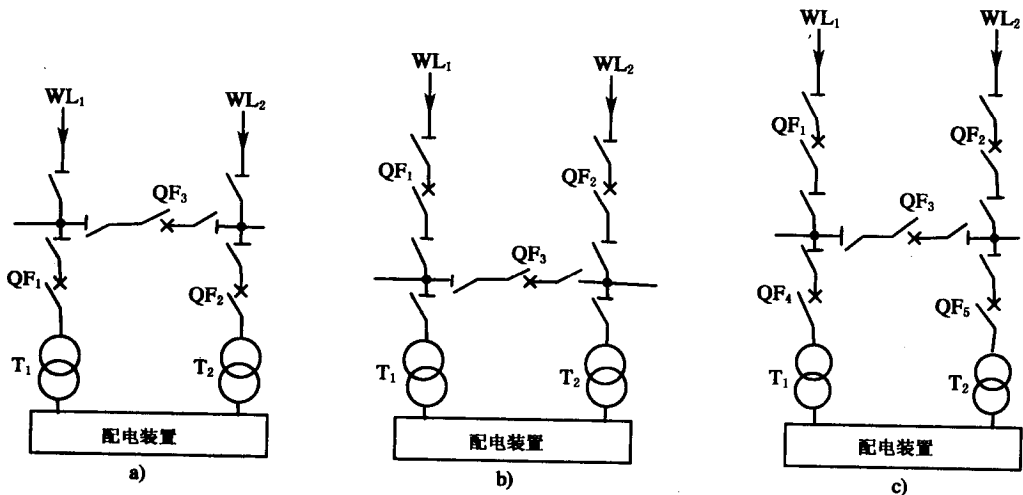 WL₁
WL₂
QF₃
QF₁
QF₂
T₁
T₂
配电装置
a)
WL₁
WL₂
QF₁
QF₂
QF₃
T₁
T₂
配电装置
b)
WL₁
WL₂
QF₁
QF₂
QF₃
QF₄
QF₅
T₁
T₂
配电装置
c)